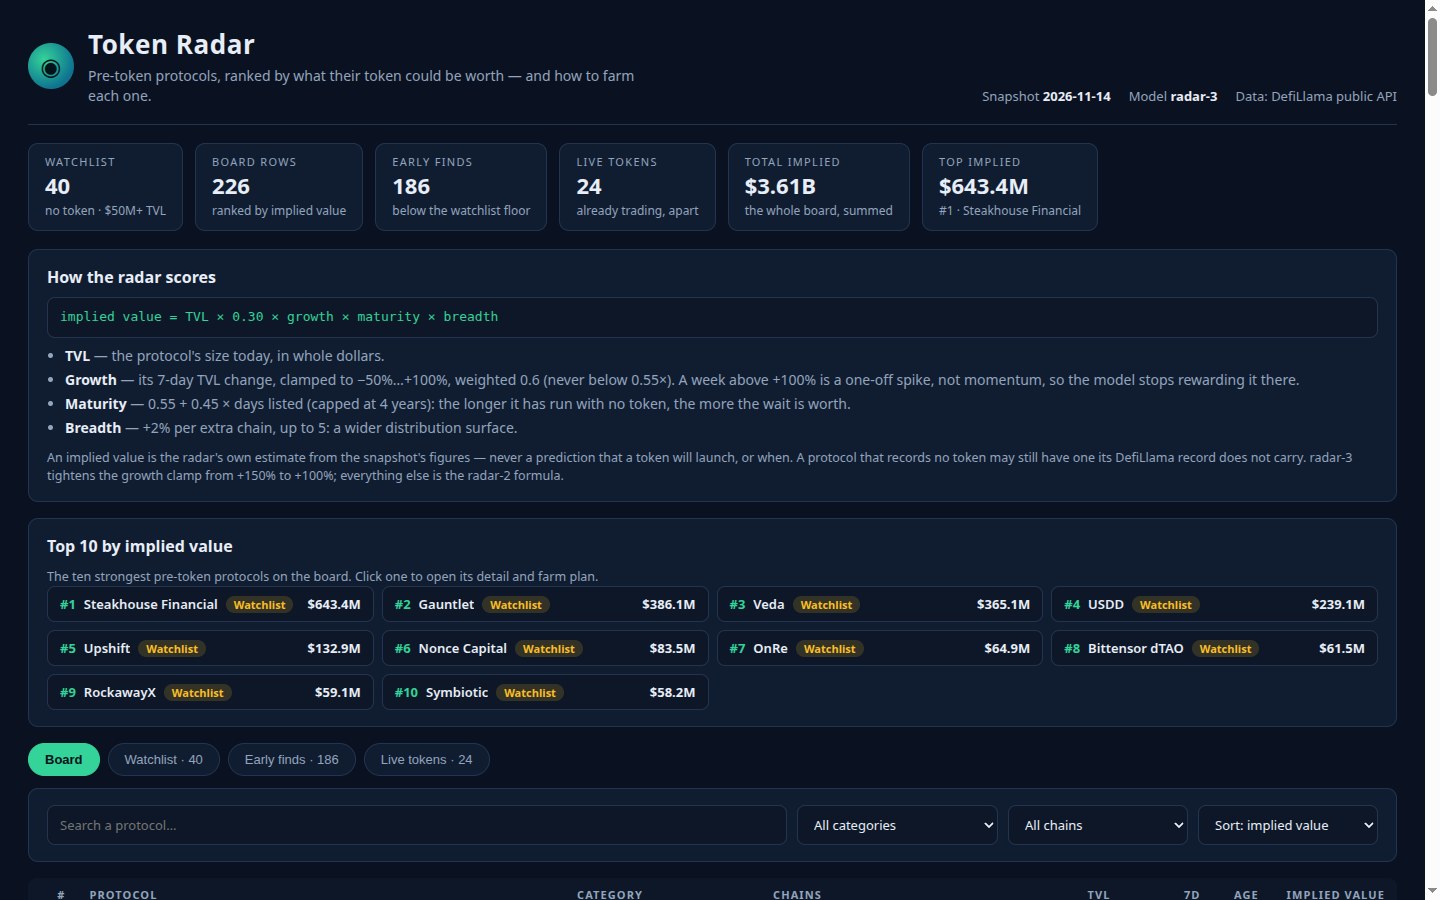 Token Radar
Pre-token protocols, ranked by what their token could be worth — and how to farm
each one.
Snapshot 2026-11-14 Model radar-3 Data: DefiLlama public API
WATCHLIST
40
no token · $50M+ TVL
BOARD ROWS
226
ranked by implied value
EARLY FINDS
186
below the watchlist floor
LIVE TOKENS
24
already trading, apart
TOTAL IMPLIED
$3.61B
the whole board, summed
TOP IMPLIED
$643.4M
#1 · Steakhouse Financial
How the radar scores
implied value = TVL × 0.30 × growth × maturity × breadth
• TVL — the protocol's size today, in whole dollars.
• Growth — its 7-day TVL change, clamped to −50%…+100%, weighted 0.6 (never below 0.55×). A week above +100% is a one-off spike, not momentum, so the model stops rewarding it there.
• Maturity — 0.55 + 0.45 × days listed (capped at 4 years): the longer it has run with no token, the more the wait is worth.
• Breadth — +2% per extra chain, up to 5: a wider distribution surface.
An implied value is the radar's own estimate from the snapshot's figures — never a prediction that a token will launch, or when. A protocol that records no token may still have one its DefiLlama record does not carry. radar-3
tightens the growth clamp from +150% to +100%; everything else is the radar-2 formula.
Top 10 by implied value
The ten strongest pre-token protocols on the board. Click one to open its detail and farm plan.
#1 Steakhouse Financial Watchlist $643.4M
#2 Gauntlet Watchlist $386.1M
#3 Veda Watchlist $365.1M
#4 USDD Watchlist $239.1M
#5 Upshift Watchlist $132.9M
#6 Nonce Capital Watchlist $83.5M
#7 OnRe Watchlist $64.9M
#8 Bittensor dTAO Watchlist $61.5M
#9 RockawayX Watchlist $59.1M
#10 Symbiotic Watchlist $58.2M
Board
Watchlist · 40
Early finds · 186
Live tokens · 24
Search a protocol…
All categories
All chains
Sort: implied value
# PROTOCOL CATEGORY CHAINS TVL 7D AGE IMPLIED VALUE